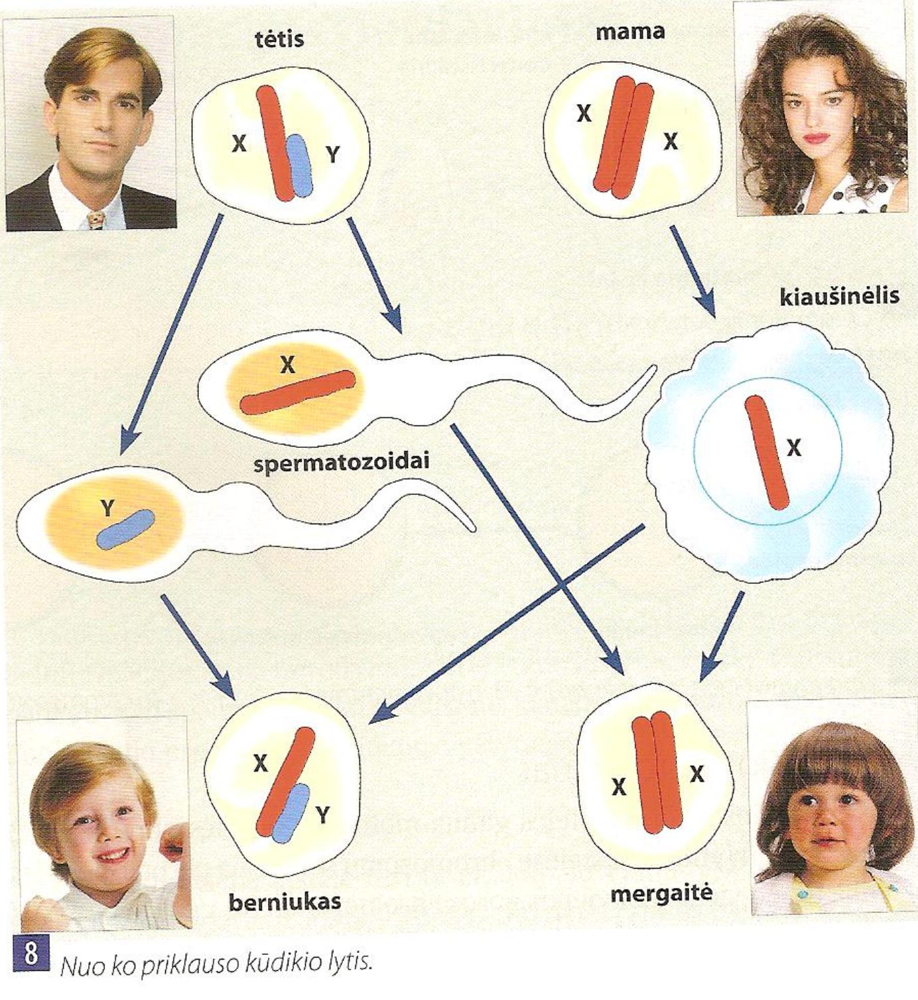 tėtis
mama
X
Y
X
X
kiaušinėlis
X
X
spermatozoidai
Y
X
Y
X
X
berniukas
mergaitė
8 Nuo ko priklauso kūdikio lytis.